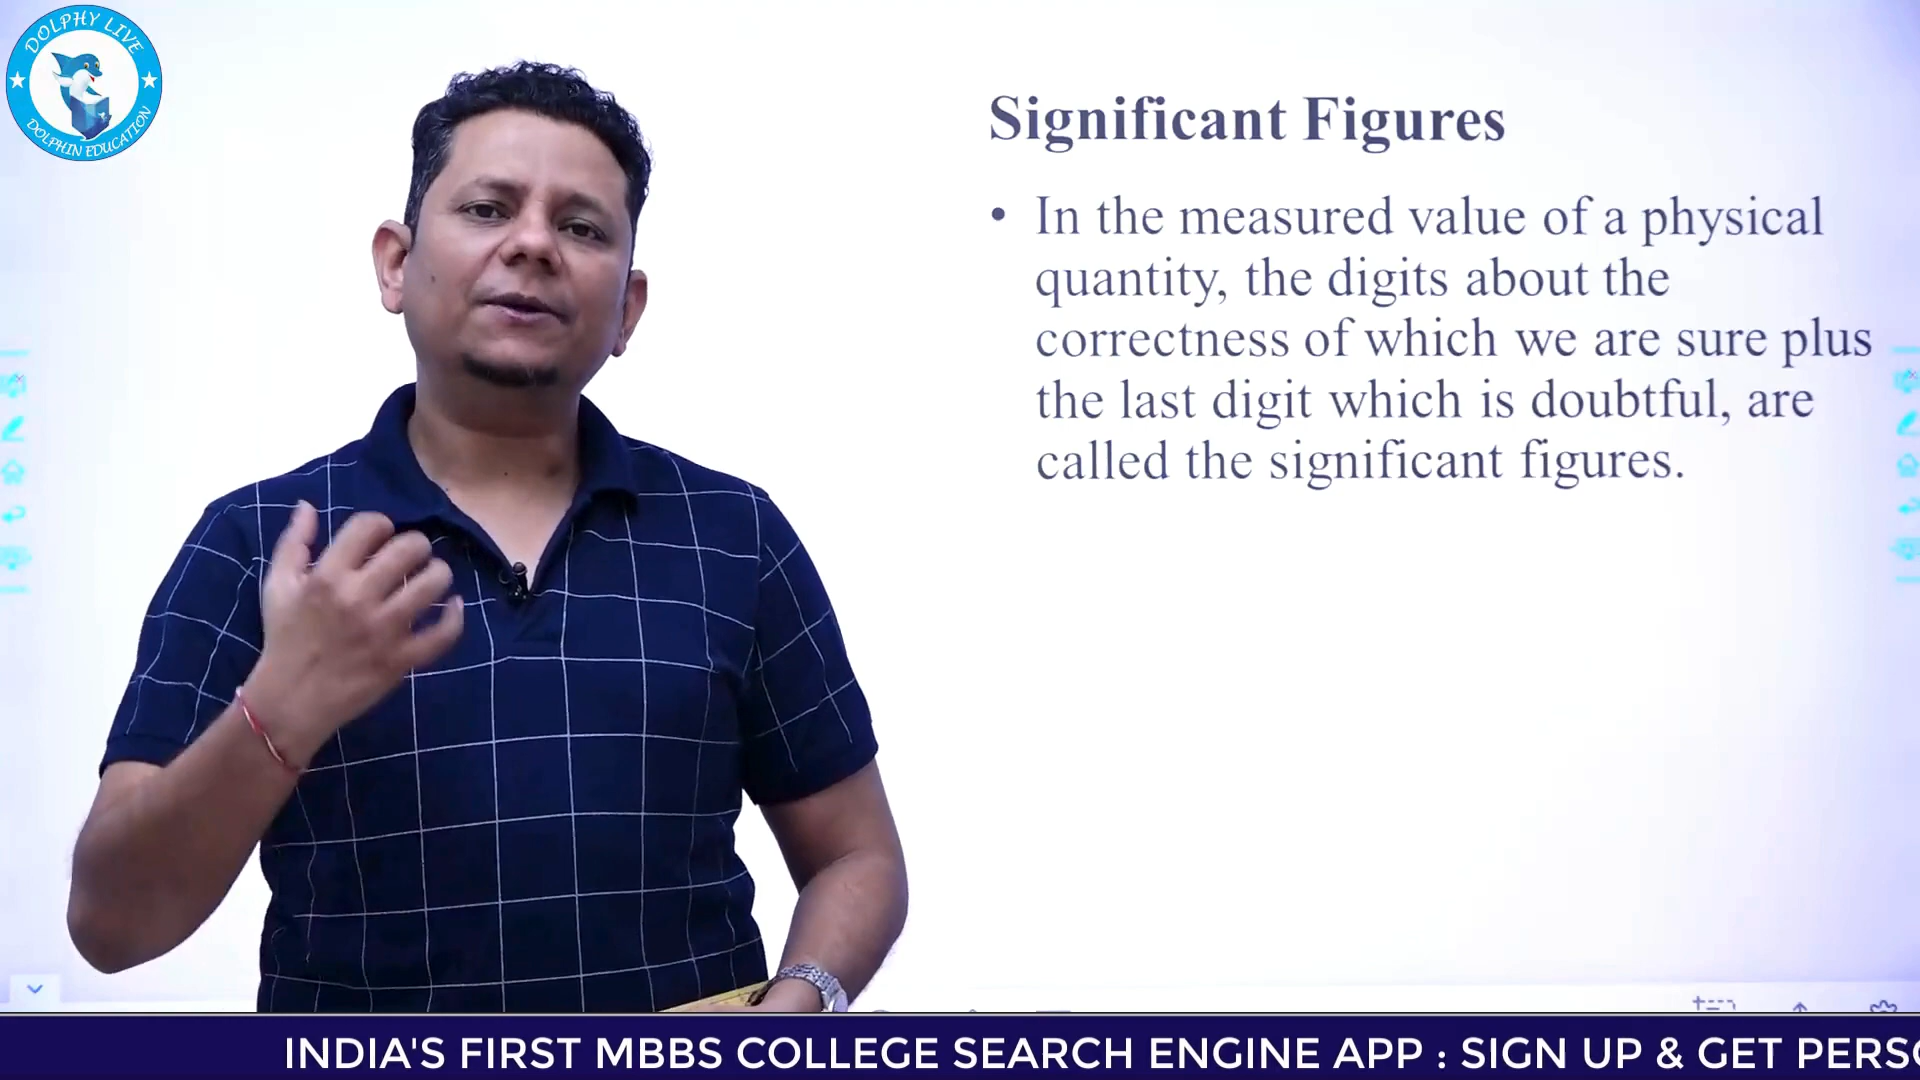 DOLPHY LIVE
DOLPHIN EDUCATION
Significant Figures
• In the measured value of a physical
quantity, the digits about the
correctness of which we are sure plus
the last digit which is doubtful, are
called the significant figures.
INDIA'S FIRST MBBS COLLEGE SEARCH ENGINE APP : SIGN UP & GET PERSO